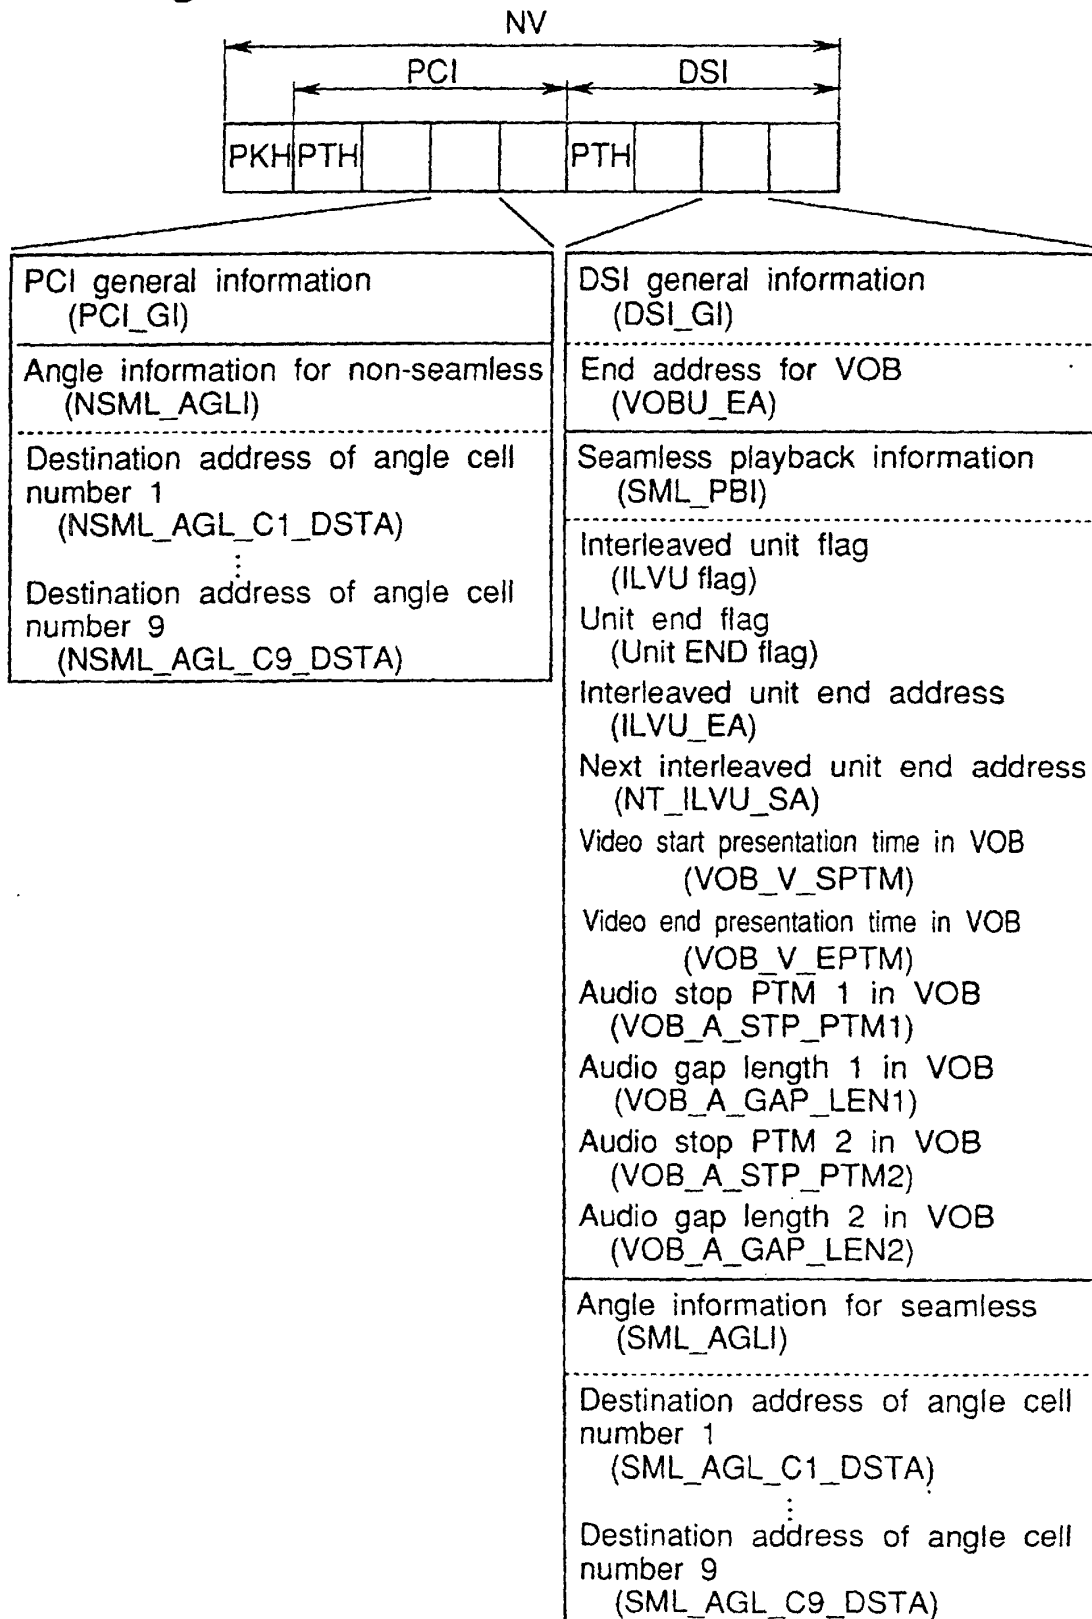 NV
PCI
DSI
PKH PTH PTH
PCI general information
(PCI_GI)
Angle information for non-seamless
(NSML_AGLI)
Destination address of angle cell
number 1
(NSML_AGL_C1_DSTA)
⋮
Destination address of angle cell
number 9
(NSML_AGL_C9_DSTA)
DSI general information
(DSI_GI)
End address for VOB
(VOBU_EA)
Seamless playback information
(SML_PBI)
Interleaved unit flag
(ILVU flag)
Unit end flag
(Unit END flag)
Interleaved unit end address
(ILVU_EA)
Next interleaved unit end address
(NT_ILVU_SA)
Video start presentation time in VOB
(VOB_V_SPTM)
Video end presentation time in VOB
(VOB_V_EPTM)
Audio stop PTM 1 in VOB
(VOB_A_STP_PTM1)
Audio gap length 1 in VOB
(VOB_A_GAP_LEN1)
Audio stop PTM 2 in VOB
(VOB_A_STP_PTM2)
Audio gap length 2 in VOB
(VOB_A_GAP_LEN2)
Angle information for seamless
(SML_AGLI)
Destination address of angle cell
number 1
(SML_AGL_C1_DSTA)
⋮
Destination address of angle cell
number 9
(SML_AGL_C9_DSTA)